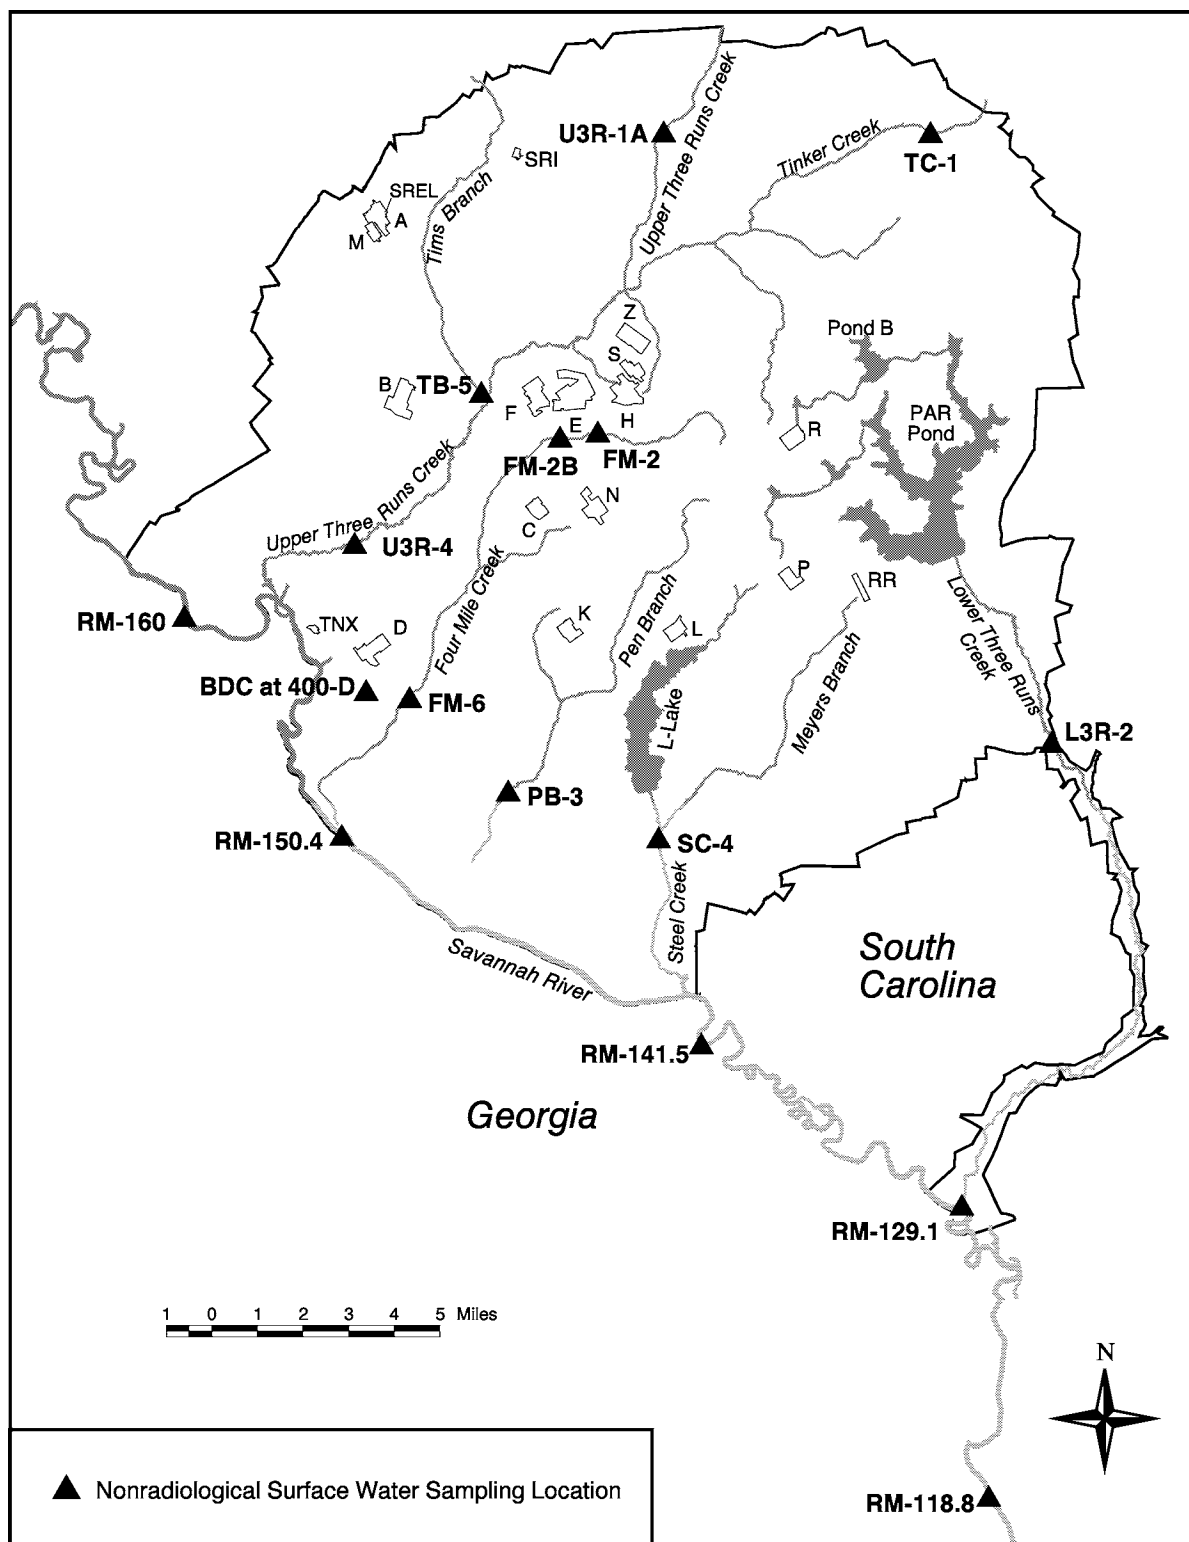 U3R-1A
Upper Three Runs Creek
Tinker Creek
TC-1
SRI
SREL
A
M
Tims Branch
Z
Pond B
S
B
TB-5
F
E
H
R
PAR
Pond
FM-2B
FM-2
Upper Three Runs Creek
C
N
U3R-4
P
RR
RM-160
TNX
D
Four Mile Creek
K
Pen Branch
L
Lower Three Runs
Creek
BDC at 400-D
FM-6
L-Lake
Meyers Branch
L3R-2
PB-3
RM-150.4
SC-4
Steel Creek
Savannah River
South
Carolina
RM-141.5
Georgia
RM-129.1
1 0 1 2 3 4 5 Miles
N
Nonradiological Surface Water Sampling Location
RM-118.8